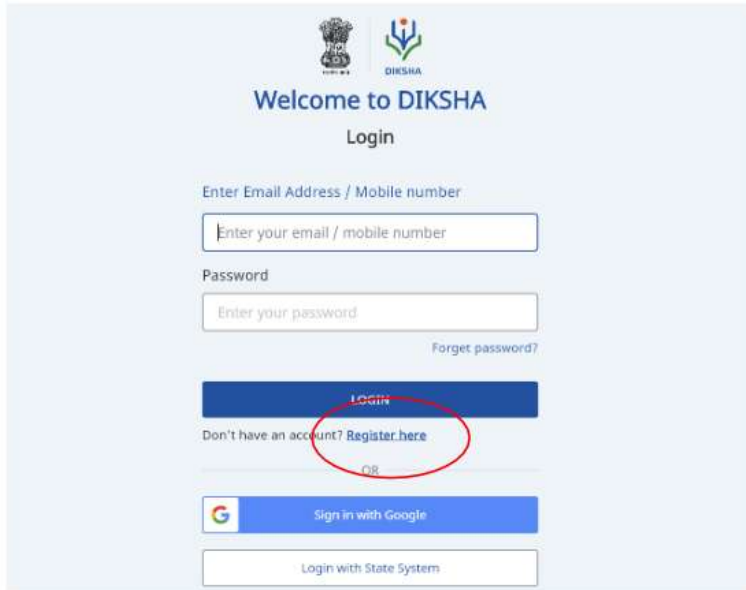 DIKSHA
Welcome to DIKSHA
Login
Enter Email Address / Mobile number
Enter your email / mobile number
Password
Enter your password
Forget password?
LOGIN
Don't have an account? Register here
OR
G
Sign in with Google
Login with State System